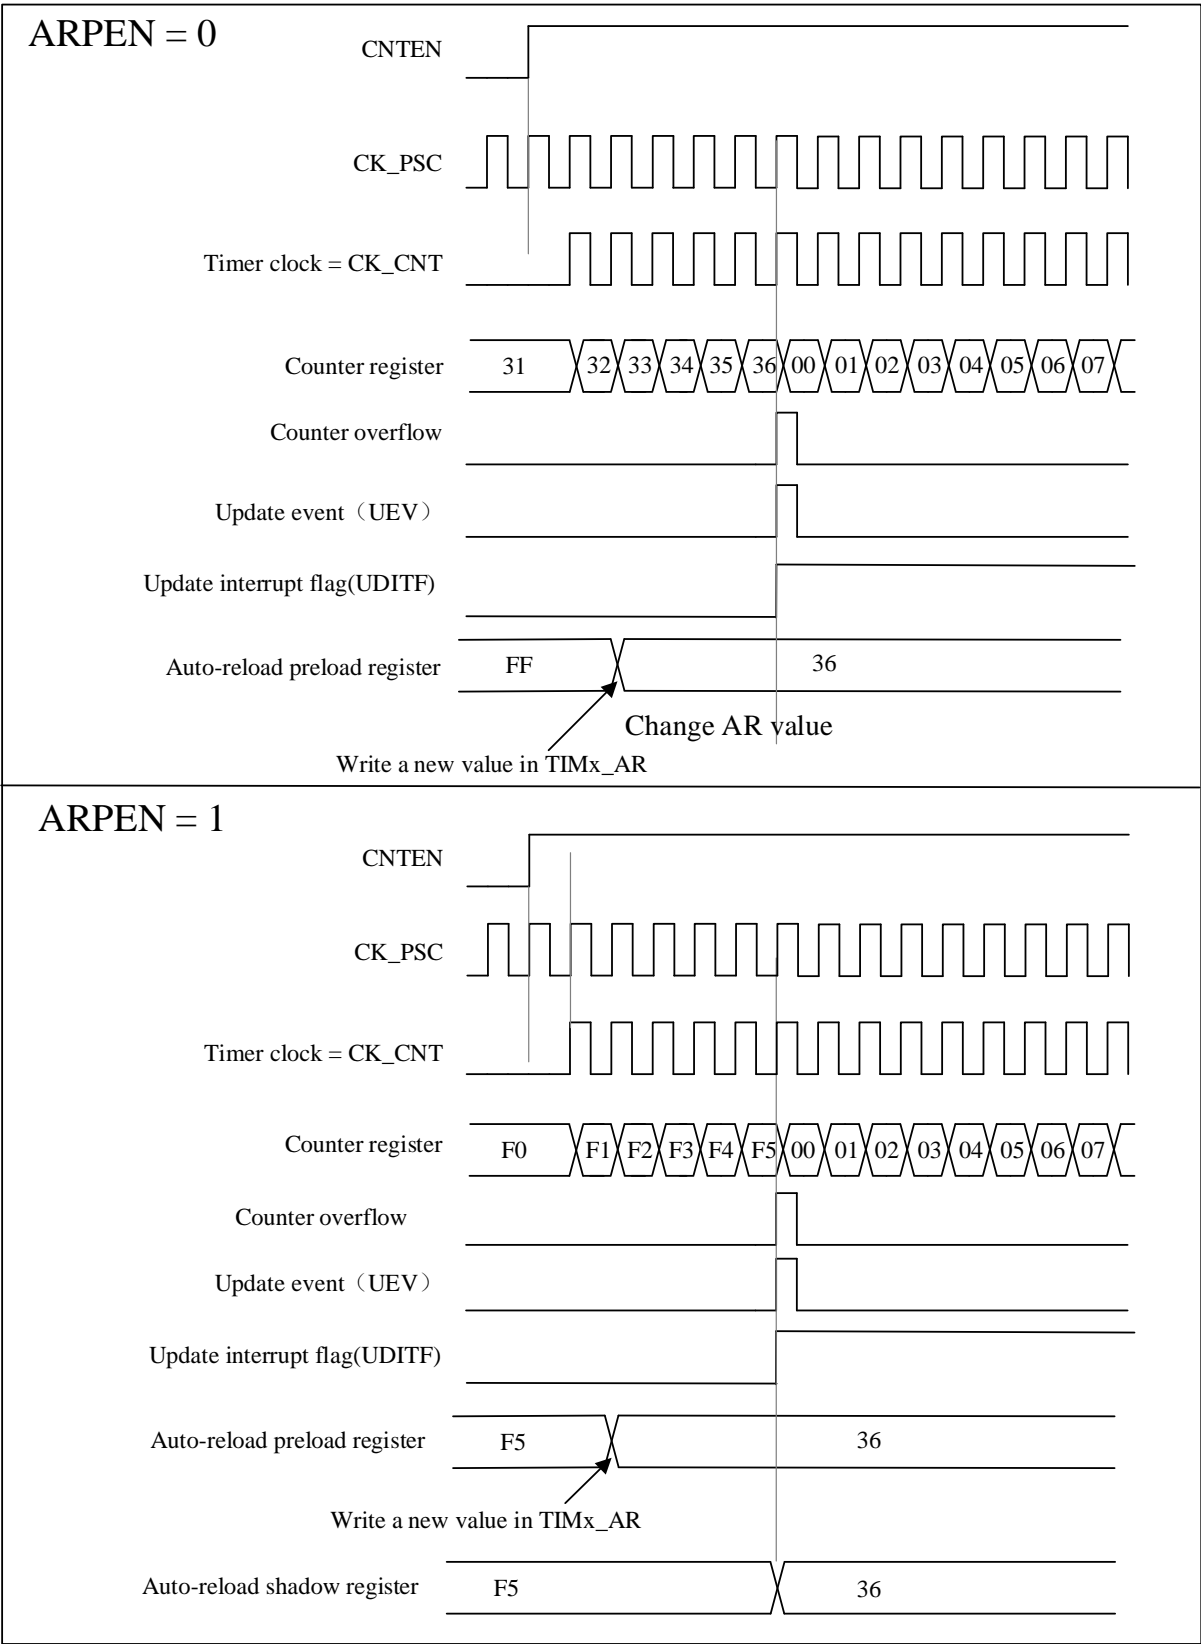 ARPEN = 0
CNTEN
CK_PSC
Timer clock = CK_CNT
Counter register 31 32 33 34 35 36 00 01 02 03 04 05 06 07
Counter overflow
Update event（UEV）
Update interrupt flag(UDITF)
Auto-reload preload register FF 36
Change AR value
Write a new value in TIMx_AR
ARPEN = 1
CNTEN
CK_PSC
Timer clock = CK_CNT
Counter register F0 F1 F2 F3 F4 F5 00 01 02 03 04 05 06 07
Counter overflow
Update event（UEV）
Update interrupt flag(UDITF)
Auto-reload preload register F5 36
Write a new value in TIMx_AR
Auto-reload shadow register F5 36